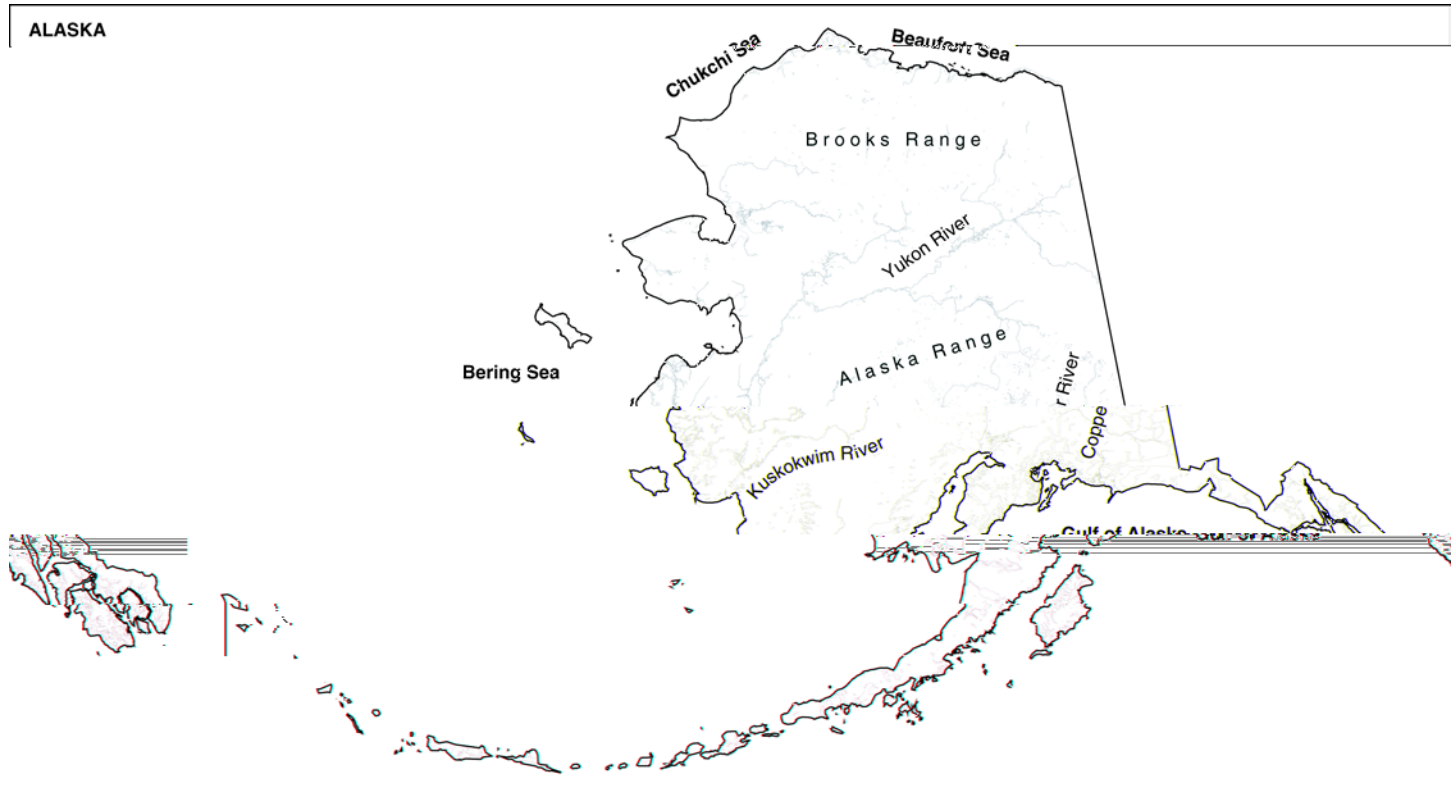 ALASKA
Beaufort Sea
Chukchi Sea
Brooks Range
Yukon River
Alaska Range
Bering Sea
r River
Coppe
Kuskokwim River
Gulf of Alaska